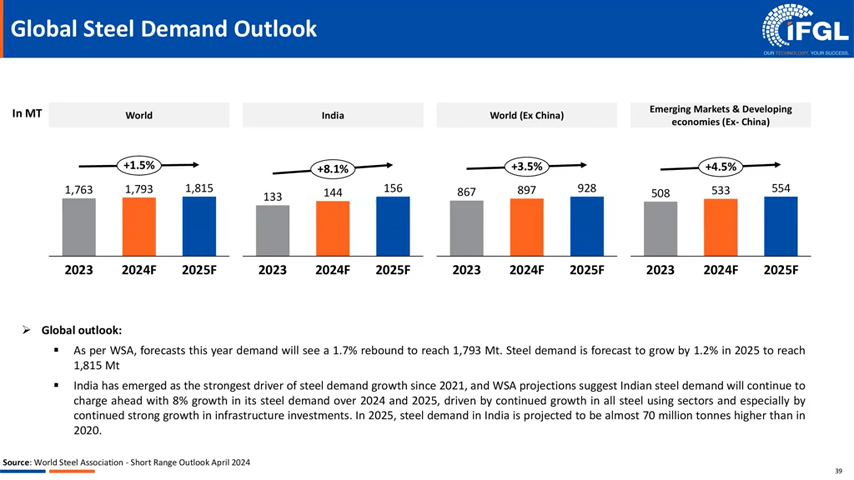 Global Steel Demand Outlook
iFGL
OUR TECHNOLOGY. YOUR SUCCESS.
In MT
World
India
World (Ex China)
Emerging Markets & Developing
economies (Ex- China)
+1.5%
+8.1%
+3.5%
+4.5%
1,763 1,793 1,815
133 144 156
867 897 928
508 533 554
2023 2024F 2025F
2023 2024F 2025F
2023 2024F 2025F
2023 2024F 2025F
➢ Global outlook:
▪ As per WSA, forecasts this year demand will see a 1.7% rebound to reach 1,793 Mt. Steel demand is forecast to grow by 1.2% in 2025 to reach
1,815 Mt
▪ India has emerged as the strongest driver of steel demand growth since 2021, and WSA projections suggest Indian steel demand will continue to
charge ahead with 8% growth in its steel demand over 2024 and 2025, driven by continued growth in all steel using sectors and especially by
continued strong growth in infrastructure investments. In 2025, steel demand in India is projected to be almost 70 million tonnes higher than in
2020.
Source: World Steel Association - Short Range Outlook April 2024
39